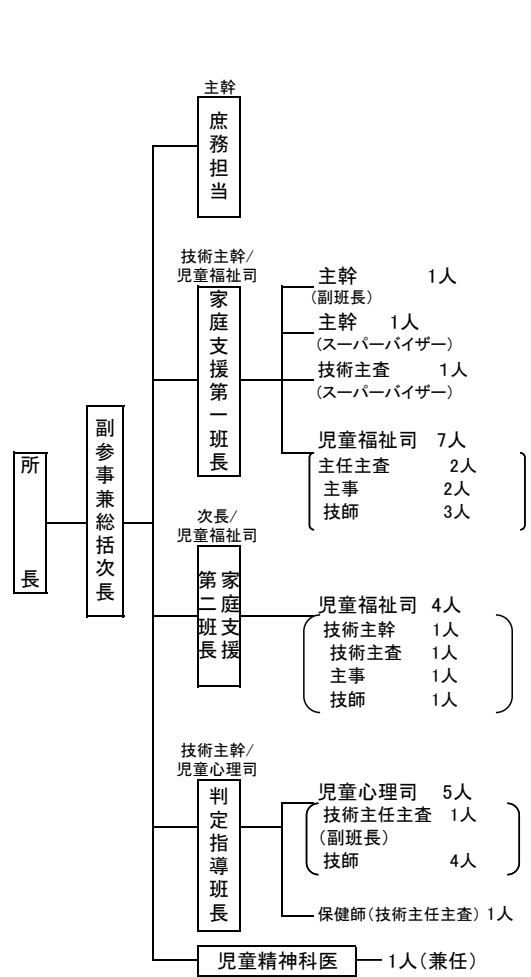 所長
副参事兼総括次長
主幹
庶務担当
技術主幹/
児童福祉司
家庭支援第一班長
主幹 1人
(副班長)
主幹 1人
(スーパーバイザー)
技術主査 1人
(スーパーバイザー)
児童福祉司 7人
主任主査 2人
主事 2人
技師 3人
次長/
児童福祉司
家庭支援
第二班長
児童福祉司 4人
技術主幹 1人
技術主査 1人
主事 1人
技師 1人
技術主幹/
児童心理司
判定指導班長
児童心理司 5人
技術主任主査 1人
(副班長)
技師 4人
保健師(技術主任主査) 1人
児童精神科医 1人(兼任)